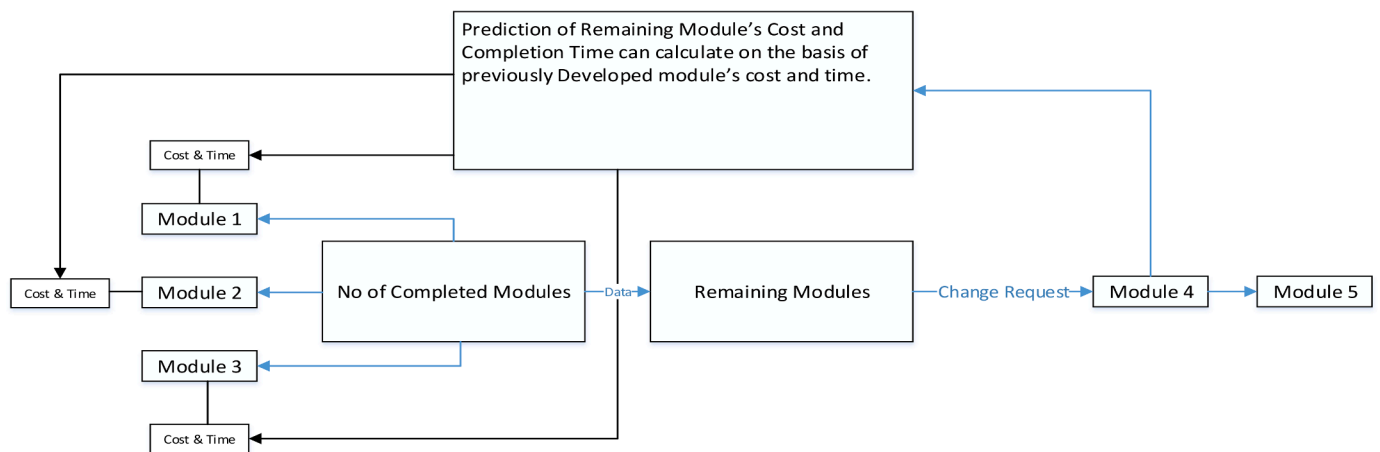 Prediction of Remaining Module’s Cost and
Completion Time can calculate on the basis of
previously Developed module’s cost and time.
Cost & Time
Module 1
Cost & Time
Module 2
No of Completed Modules
Data
Remaining Modules
Change Request
Module 4
Module 5
Module 3
Cost & Time